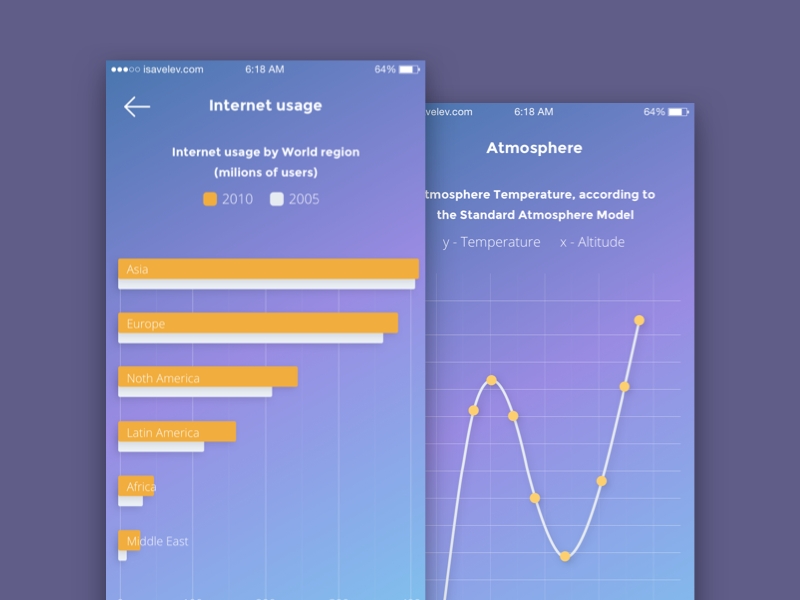 isavelev.com 6:18 AM 64%
Internet usage
Internet usage by World region
(milions of users)
2010 2005
Asia
Europe
Noth America
Latin America
Africa
Middle East
velev.com 6:18 AM 64%
Atmosphere
tmosphere Temperature, according to
the Standard Atmosphere Model
y - Temperature x - Altitude